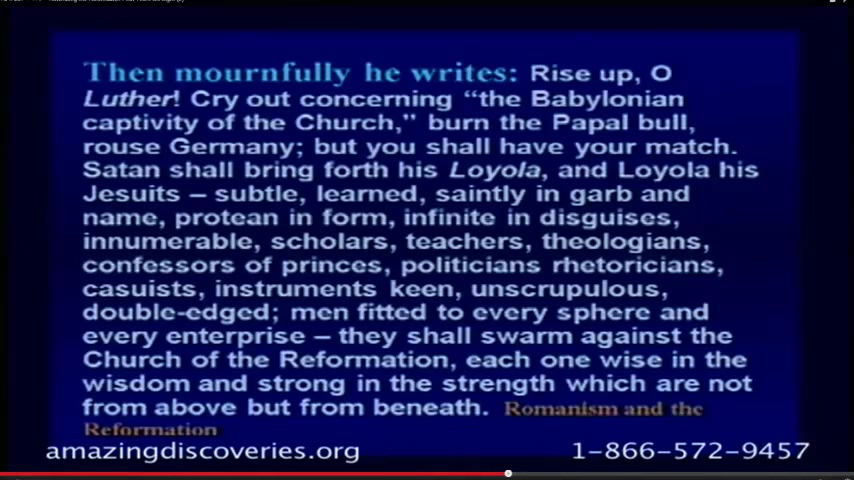 Then mournfully he writes: Rise up, O
Luther! Cry out concerning “the Babylonian
captivity of the Church,” burn the Papal bull,
rouse Germany; but you shall have your match.
Satan shall bring forth his Loyola, and Loyola his
Jesuits – subtle, learned, saintly in garb and
name, protean in form, infinite in disguises,
innumerable, scholars, teachers, theologians,
confessors of princes, politicians rhetoricians,
casuists, instruments keen, unscrupulous,
double-edged; men fitted to every sphere and
every enterprise – they shall swarm against the
Church of the Reformation, each one wise in the
wisdom and strong in the strength which are not
from above but from beneath. Romanism and the
Reformation
amazingdiscoveries.org 1-866-572-9457